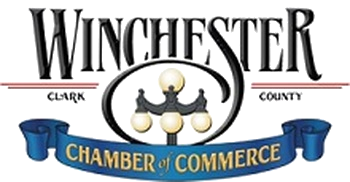 WINCHESTER
CLARK COUNTY
CHAMBER of COMMERCE